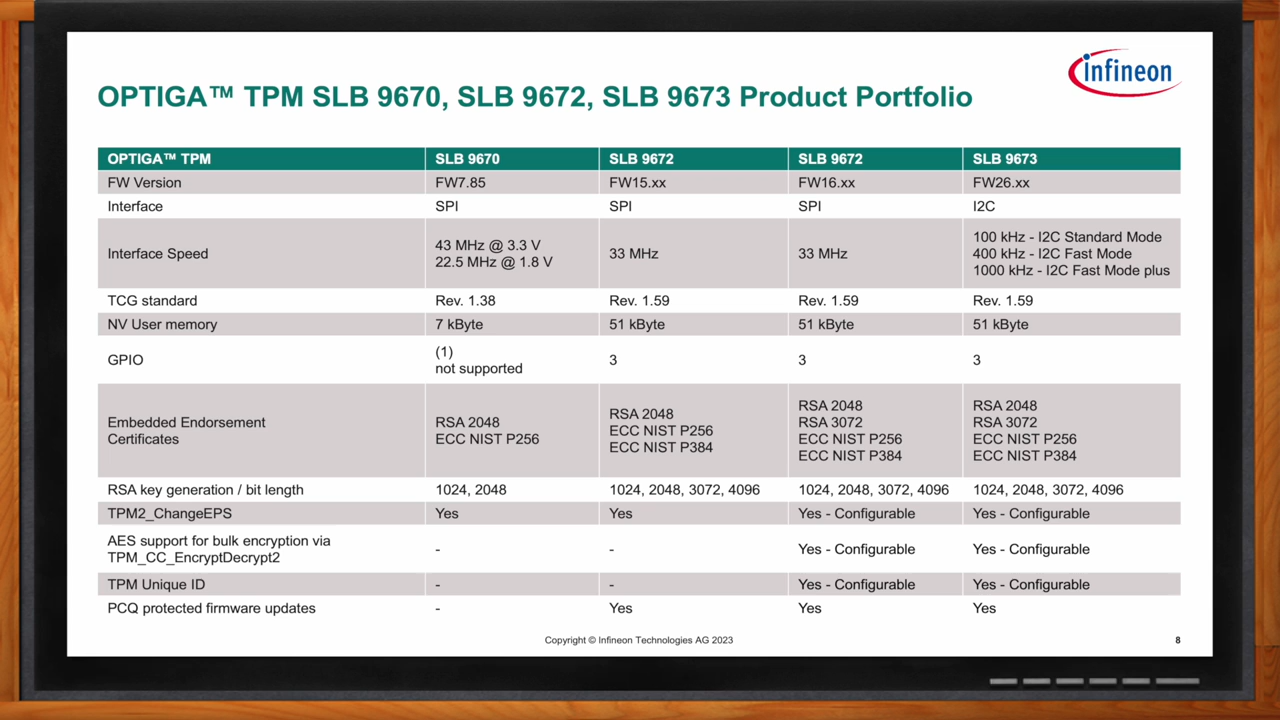 infineon
OPTIGA™ TPM SLB 9670, SLB 9672, SLB 9673 Product Portfolio
OPTIGA™ TPM SLB 9670 SLB 9672 SLB 9672 SLB 9673
FW Version FW7.85 FW15.xx FW16.xx FW26.xx
Interface SPI SPI SPI I2C
Interface Speed
43 MHz @ 3.3 V
22.5 MHz @ 1.8 V
33 MHz
33 MHz
100 kHz - I2C Standard Mode
400 kHz - I2C Fast Mode
1000 kHz - I2C Fast Mode plus
TCG standard Rev. 1.38 Rev. 1.59 Rev. 1.59 Rev. 1.59
NV User memory 7 kByte 51 kByte 51 kByte 51 kByte
GPIO
(1)
not supported
3
3
3
Embedded Endorsement
Certificates
RSA 2048
ECC NIST P256
RSA 2048
ECC NIST P256
ECC NIST P384
RSA 2048
RSA 3072
ECC NIST P256
ECC NIST P384
RSA 2048
RSA 3072
ECC NIST P256
ECC NIST P384
RSA key generation / bit length 1024, 2048 1024, 2048, 3072, 4096 1024, 2048, 3072, 4096 1024, 2048, 3072, 4096
TPM2_ChangeEPS Yes Yes Yes - Configurable Yes - Configurable
AES support for bulk encryption via
TPM_CC_EncryptDecrypt2
- - Yes - Configurable Yes - Configurable
TPM Unique ID - - Yes - Configurable Yes - Configurable
PCQ protected firmware updates - Yes Yes Yes
Copyright © Infineon Technologies AG 2023 8